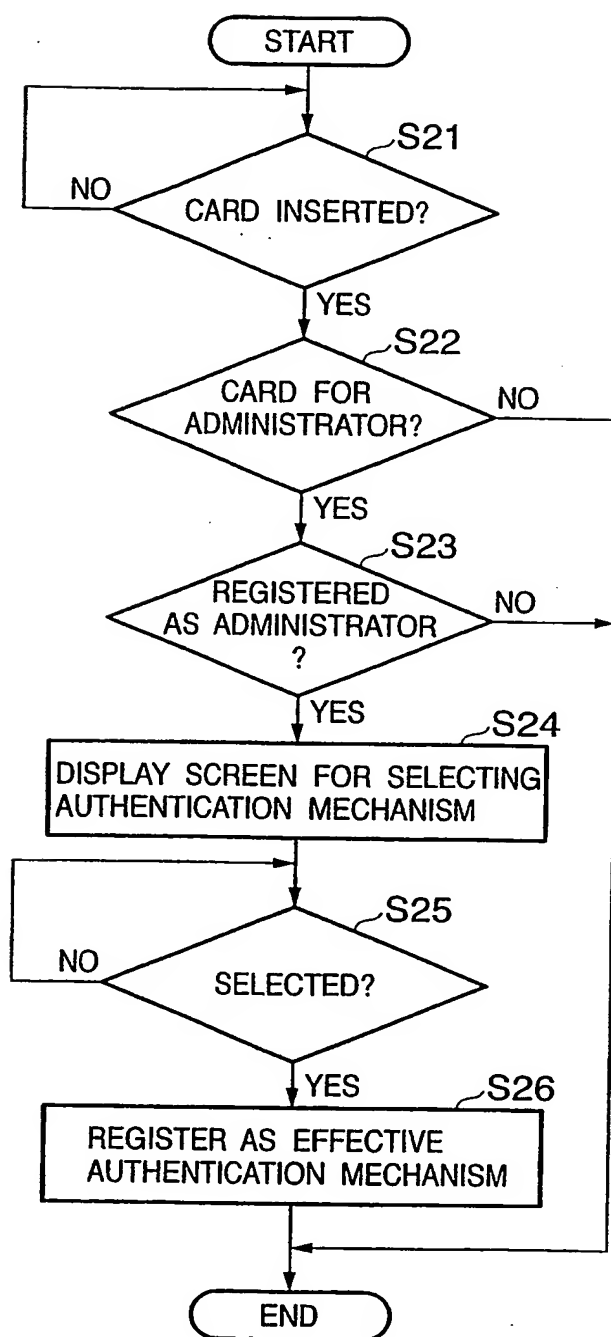 START
S21
NO
CARD INSERTED?
YES
S22
CARD FOR
ADMINISTRATOR?
NO
YES
S23
REGISTERED
AS ADMINISTRATOR
?
NO
YES
S24
DISPLAY SCREEN FOR SELECTING
AUTHENTICATION MECHANISM
S25
NO
SELECTED?
YES
S26
REGISTER AS EFFECTIVE
AUTHENTICATION MECHANISM
END